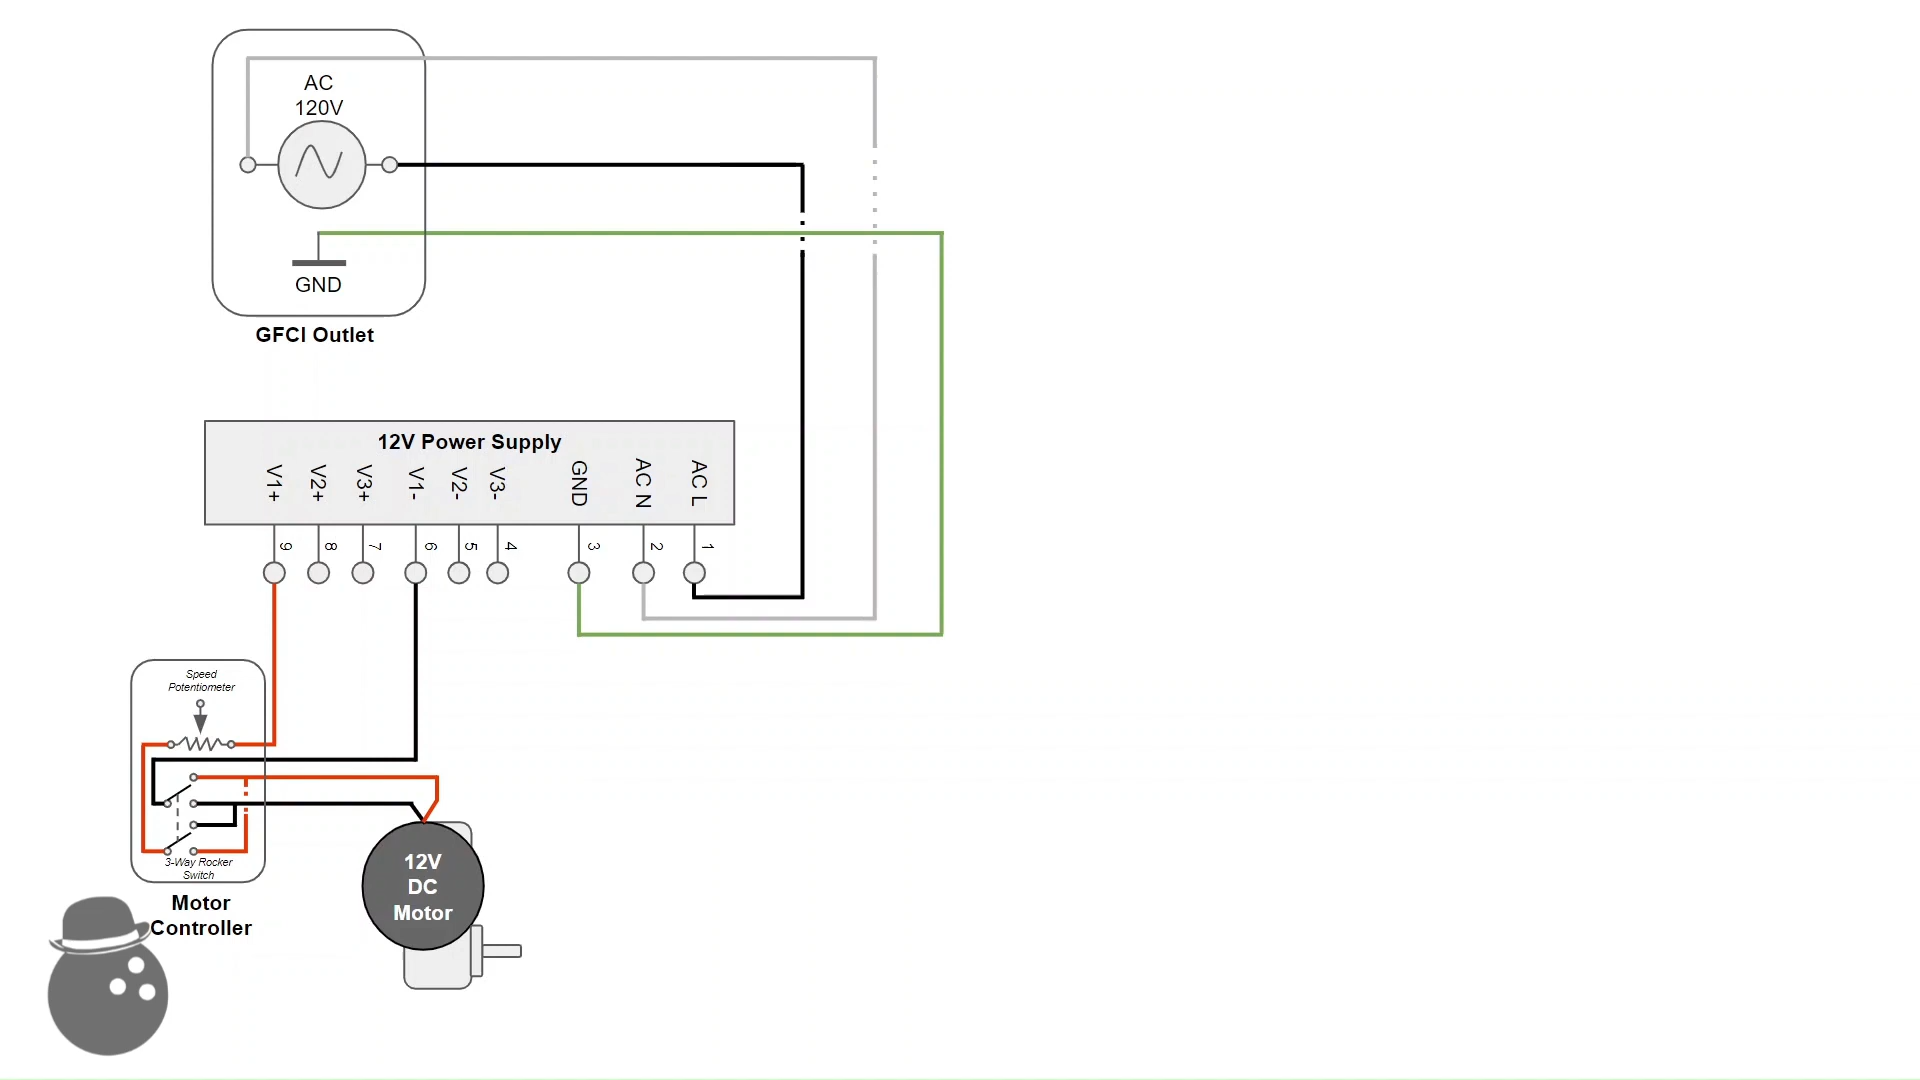 AC
120V
GND
GFCI Outlet
12V Power Supply
V1+
V2+
V3+
V1-
V2-
V3-
GND
AC N
AC L
9
8
7
6
5
4
3
2
1
Speed
Potentiometer
3-Way Rocker
Switch
Motor
Controller
12V
DC
Motor